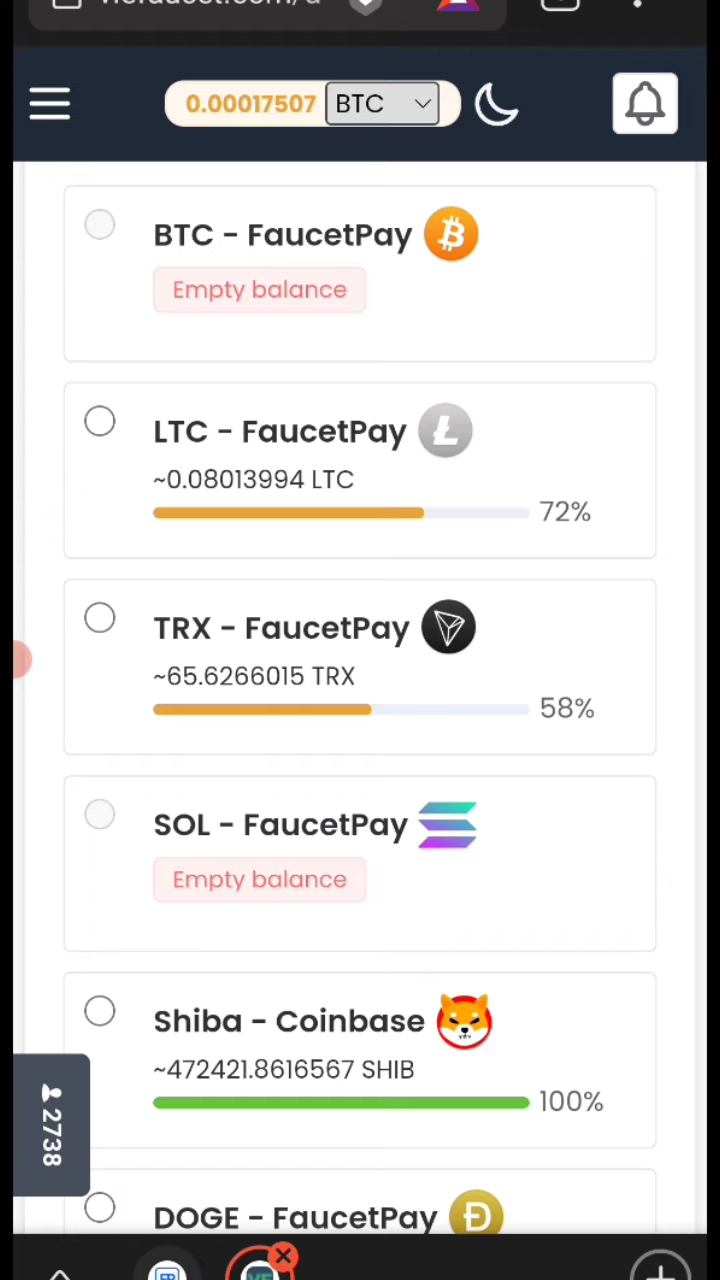 0.00017507 BTC
BTC - FaucetPay
Empty balance
LTC - FaucetPay
~0.08013994 LTC
72%
TRX - FaucetPay
~65.6266015 TRX
58%
SOL - FaucetPay
Empty balance
Shiba - Coinbase
~472421.8616567 SHIB
100%
2738
DOGE - FaucetPay